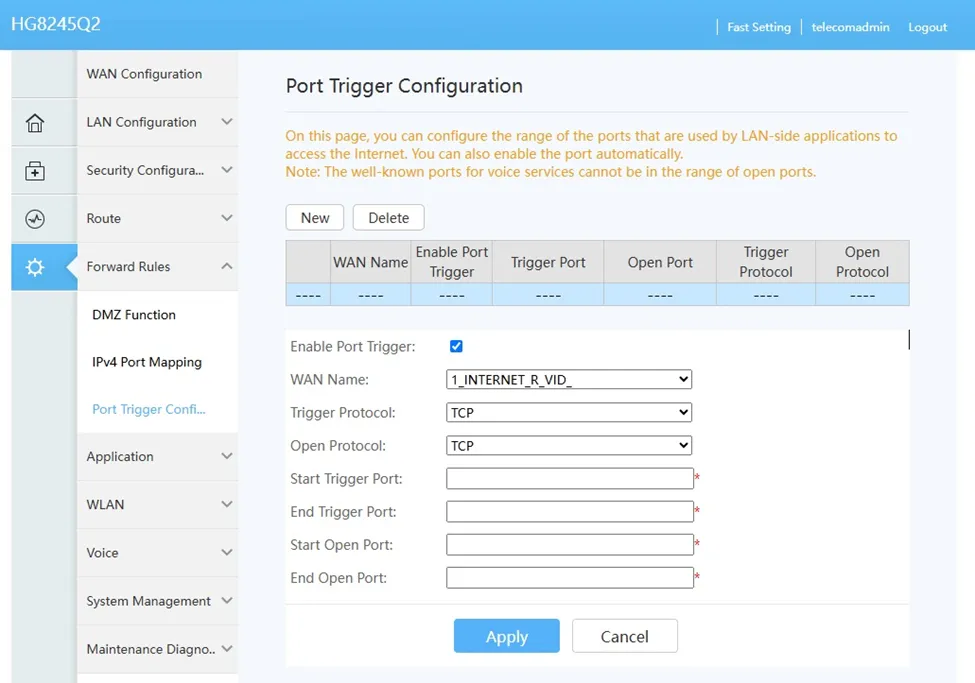 HG8245Q2
Fast Setting
telecomadmin
Logout
WAN Configuration
LAN Configuration
Security Configura...
Route
Forward Rules
DMZ Function
IPv4 Port Mapping
Port Trigger Confi...
Application
WLAN
Voice
System Management
Maintenance Diagno..
Port Trigger Configuration
On this page, you can configure the range of the ports that are used by LAN-side applications to
access the Internet. You can also enable the port automatically.
Note: The well-known ports for voice services cannot be in the range of open ports.
New Delete
WAN Name Enable Port Trigger Trigger Port Open Port Trigger Protocol Open Protocol
---- ---- ---- ---- ---- ---- ----
Enable Port Trigger:
WAN Name: 1_INTERNET_R_VID_
Trigger Protocol: TCP
Open Protocol: TCP
Start Trigger Port: *
End Trigger Port: *
Start Open Port: *
End Open Port: *
Apply Cancel